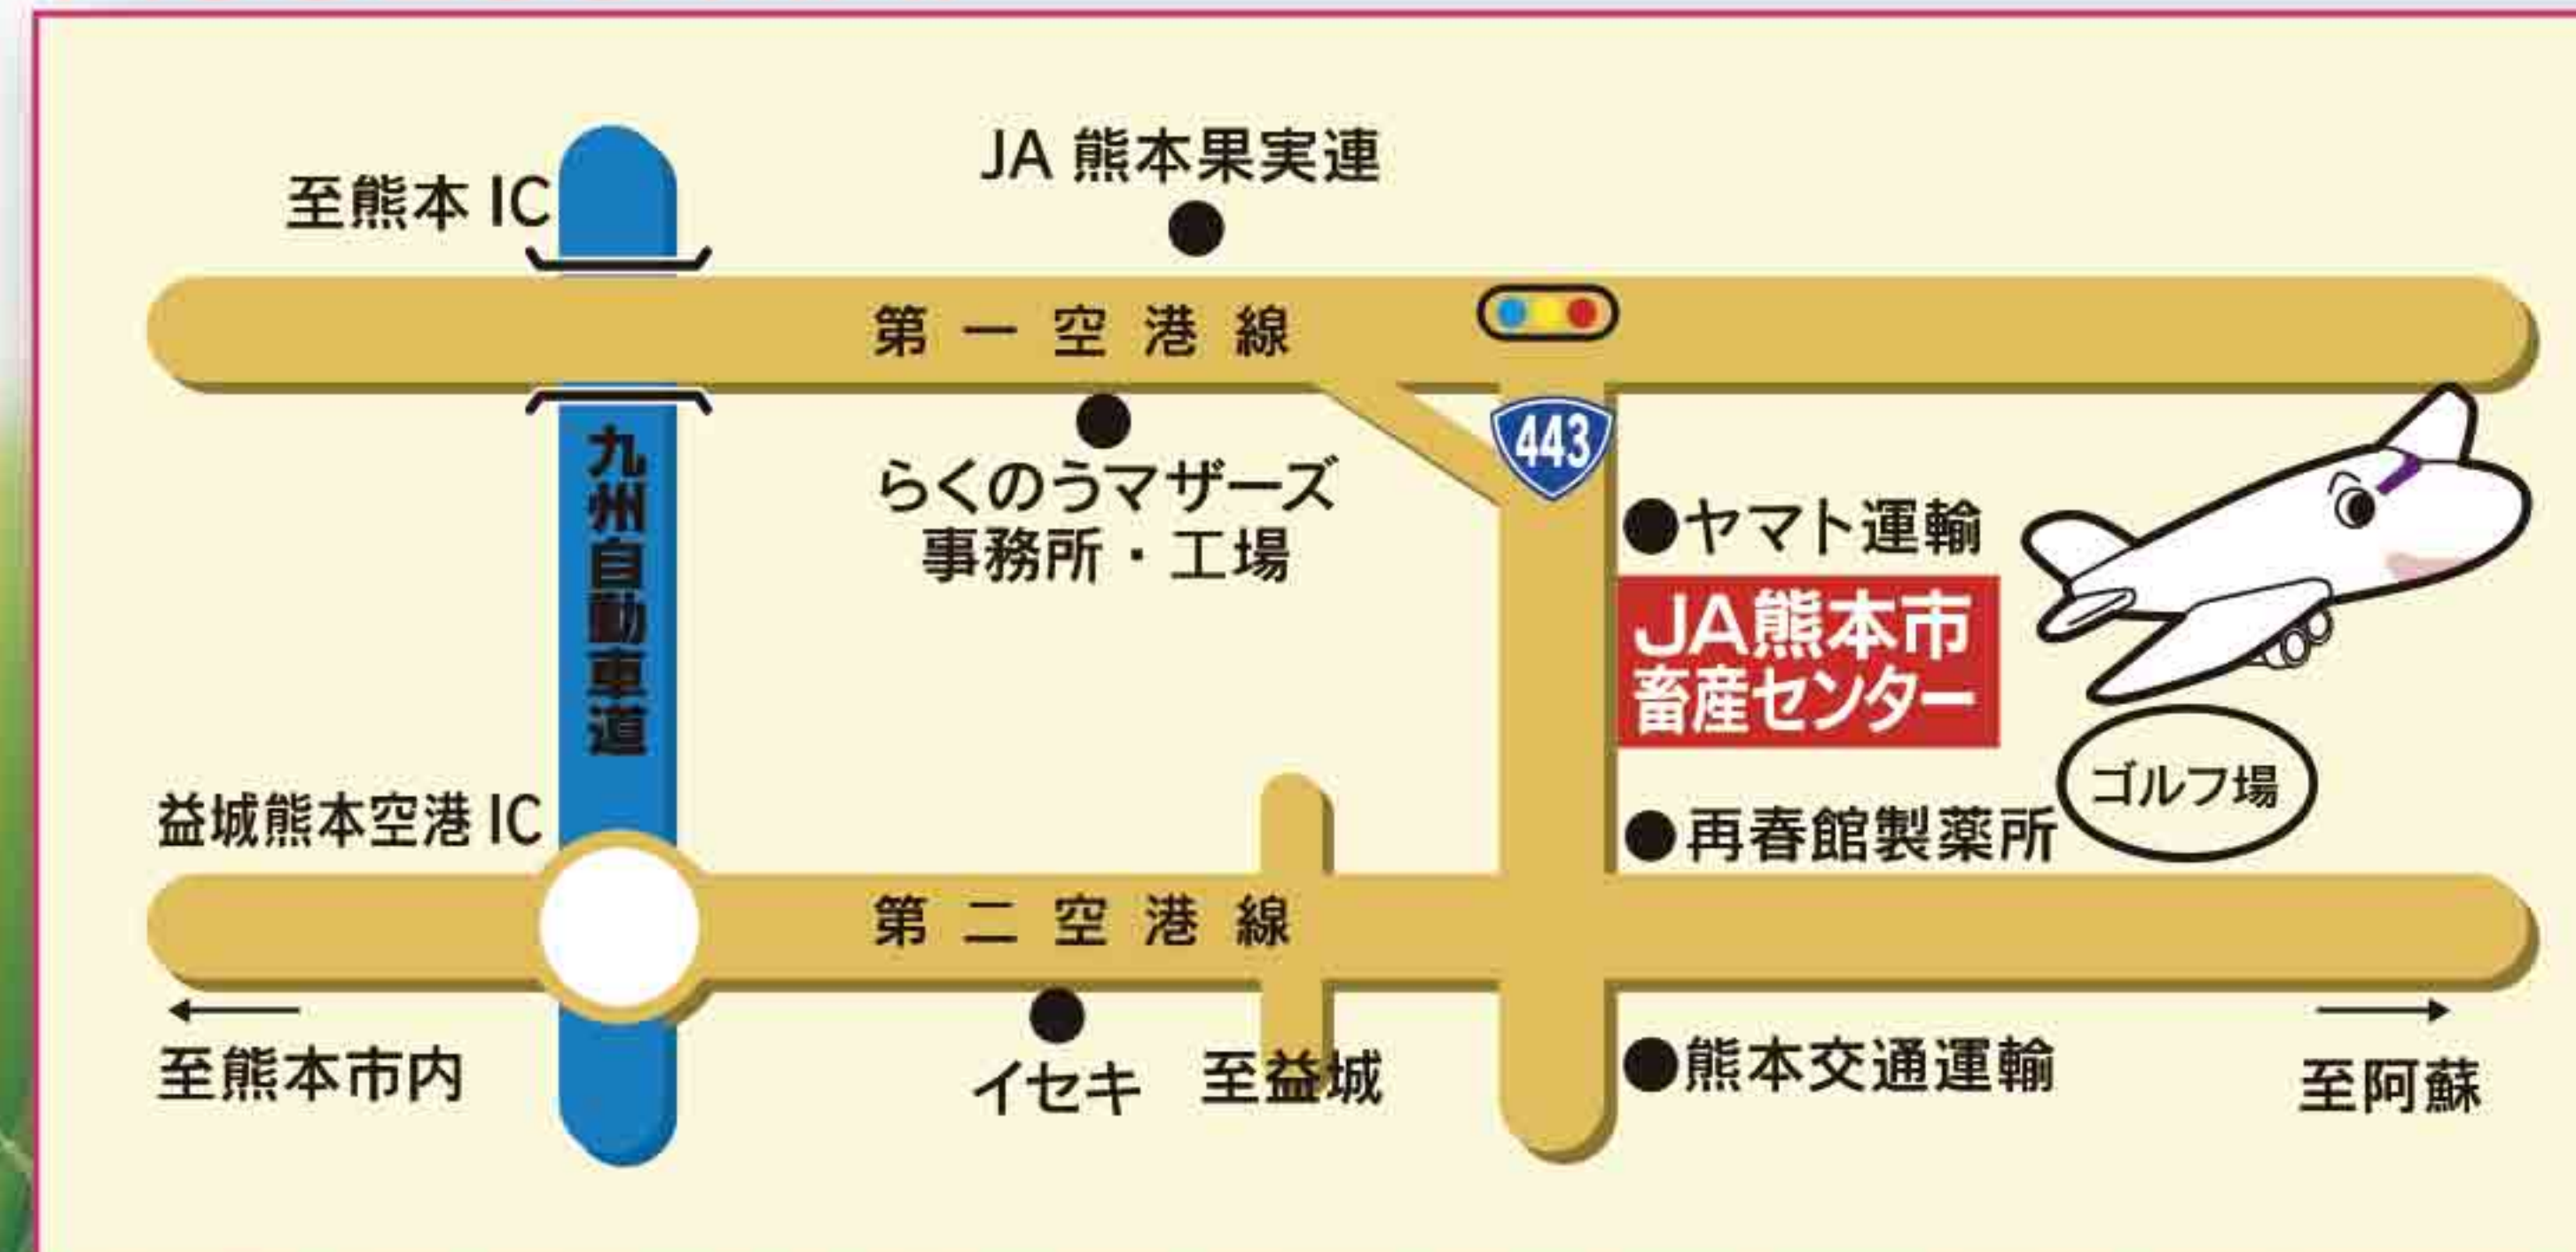 JA 熊本果実連
至熊本 IC
第一空港線
443
九州自動車道
らくのうマザーズ
事務所・工場
ヤマト運輸
JA熊本市
畜産センター
ゴルフ場
益城熊本空港 IC
再春館製薬所
第二空港線
至熊本市内
イセキ
至益城
熊本交通運輸
至阿蘇